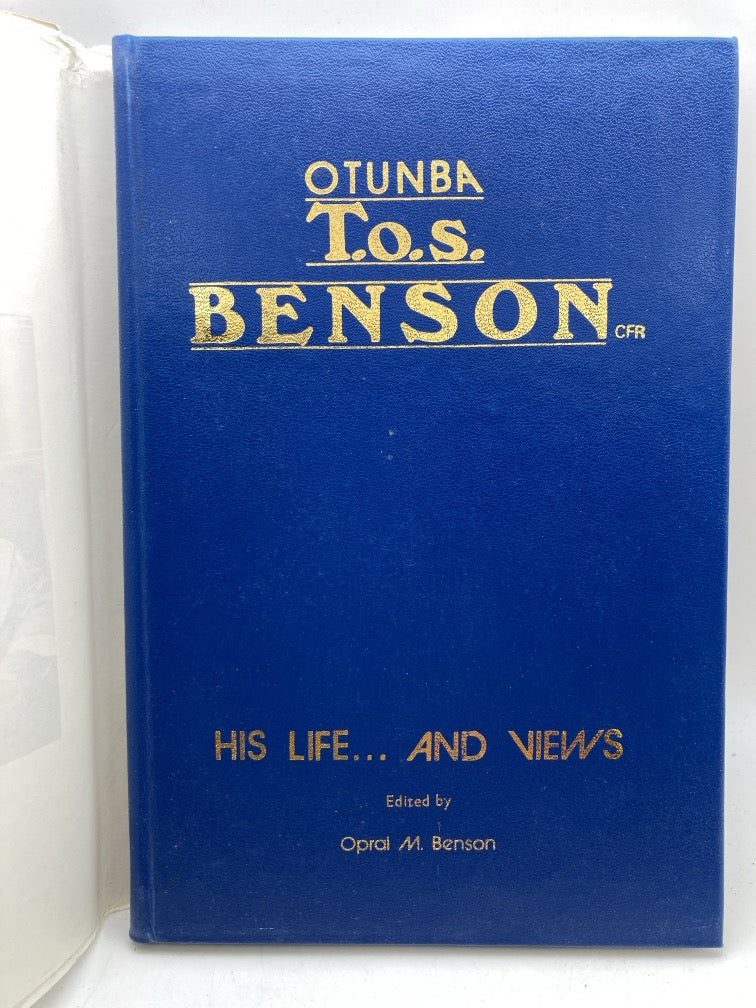 OTUNBA
T.O.S.
BENSON CFR
HIS LIFE... AND VIEWS
Edited by
Opral M. Benson